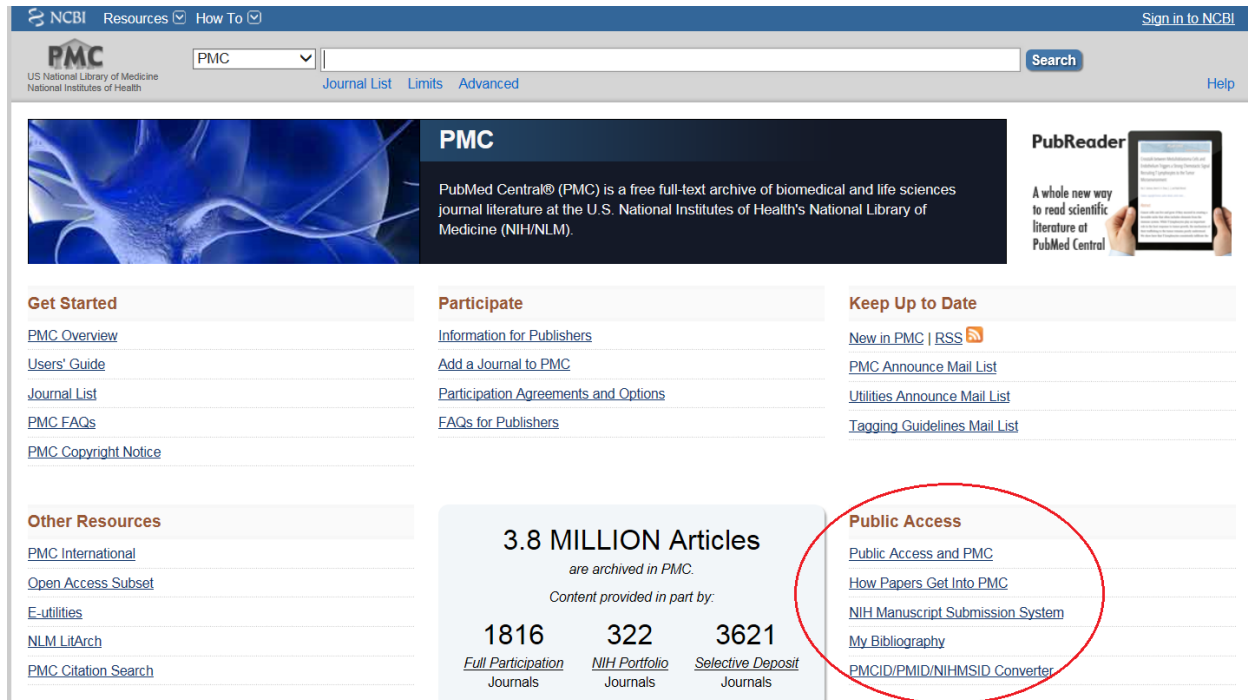 NCBI Resources How To Sign in to NCBI
PMC
US National Library of Medicine
National Institutes of Health
PMC
Search
Journal List Limits Advanced
Help
PMC
PubMed Central® (PMC) is a free full-text archive of biomedical and life sciences
journal literature at the U.S. National Institutes of Health's National Library of
Medicine (NIH/NLM).
PubReader
A whole new way
to read scientific
literature at
PubMed Central
Get Started
PMC Overview
Users' Guide
Journal List
PMC FAQs
PMC Copyright Notice
Participate
Information for Publishers
Add a Journal to PMC
Participation Agreements and Options
FAQs for Publishers
Keep Up to Date
New in PMC | RSS
PMC Announce Mail List
Utilities Announce Mail List
Tagging Guidelines Mail List
Other Resources
PMC International
Open Access Subset
E-utilities
NLM LitArch
PMC Citation Search
3.8 MILLION Articles
are archived in PMC.
Content provided in part by:
1816 322 3621
Full Participation NIH Portfolio Selective Deposit
Journals Journals Journals
Public Access
Public Access and PMC
How Papers Get Into PMC
NIH Manuscript Submission System
My Bibliography
PMCID/PMID/NIHMSID Converter